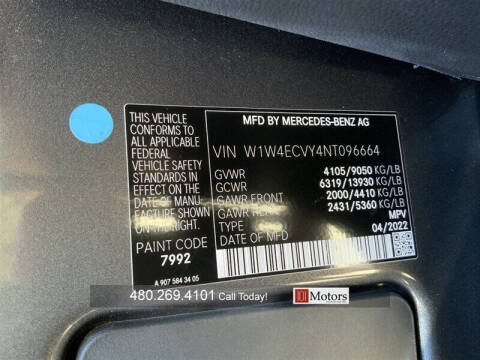 THIS VEHICLE
CONFORMS TO
ALL APPLICABLE
FEDERAL
VEHICLE SAFETY
STANDARDS IN
EFFECT ON THE
DATE OF MANU-
FACTURE SHOWN
ON THE RIGHT.
PAINT CODE
7992
A 907 584 34 05
MFD BY MERCEDES-BENZ AG
VIN W1W4ECVY4NT096664
GVWR 4105/9050 KG/LB
GCWR 6319/13930 KG/LB
GAWR FRONT 2000/4410 KG/LB
GAWR REAR 2431/5360 KG/LB
TYPE MPV
DATE OF MFD 04/2022
480.269.4101 Call Today!
101 Motors